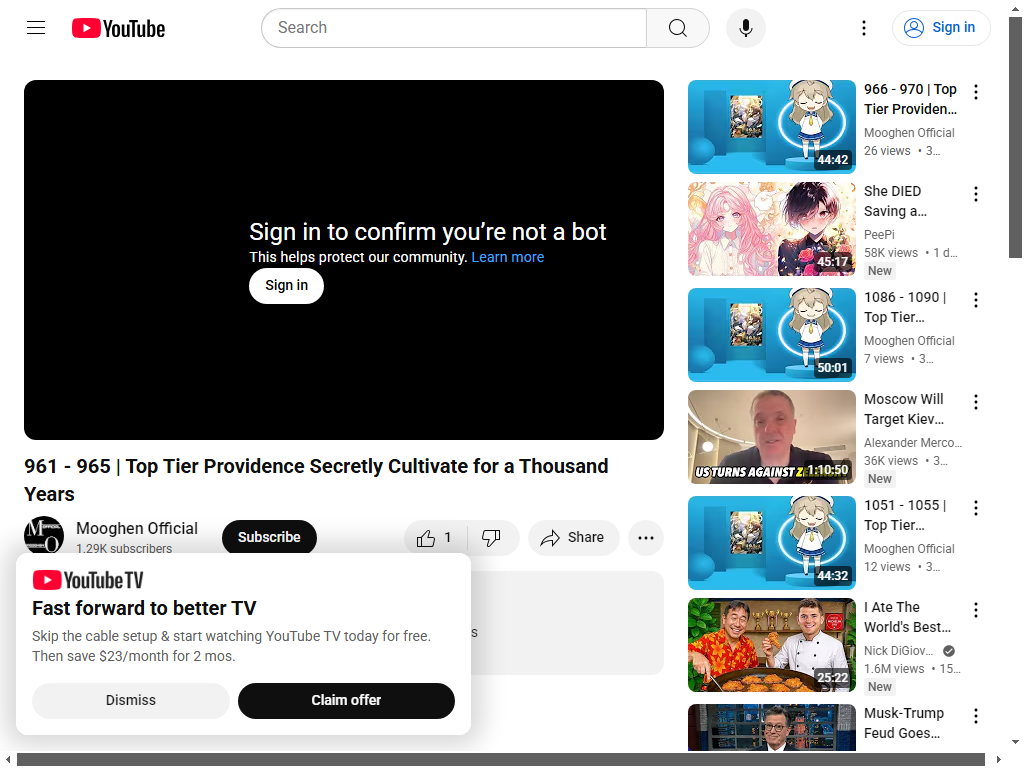 YouTube
Search
Sign in
Sign in to confirm you’re not a bot
This helps protect our community. Learn more
Sign in
961 - 965 | Top Tier Providence Secretly Cultivate for a Thousand
Years
Mooghen Official
1.29K subscribers
Subscribe
1
Share
YouTube TV
Fast forward to better TV
Skip the cable setup & start watching YouTube TV today for free.
Then save $23/month for 2 mos.
Dismiss
Claim offer
44:42
966 - 970 | Top
Tier Providen...
Mooghen Official
26 views • 3...
45:17
She DIED
Saving a...
PeePi
58K views • 1 d...
New
50:01
1086 - 1090 |
Top Tier...
Mooghen Official
7 views • 3...
US TURNS AGAINST
1:10:50
Moscow Will
Target Kiev...
Alexander Merco...
36K views • 3...
New
44:32
1051 - 1055 |
Top Tier...
Mooghen Official
12 views • 3...
25:22
I Ate The
World's Best...
Nick DiGiov...
1.6M views • 15...
New
Musk-Trump
Feud Goes...